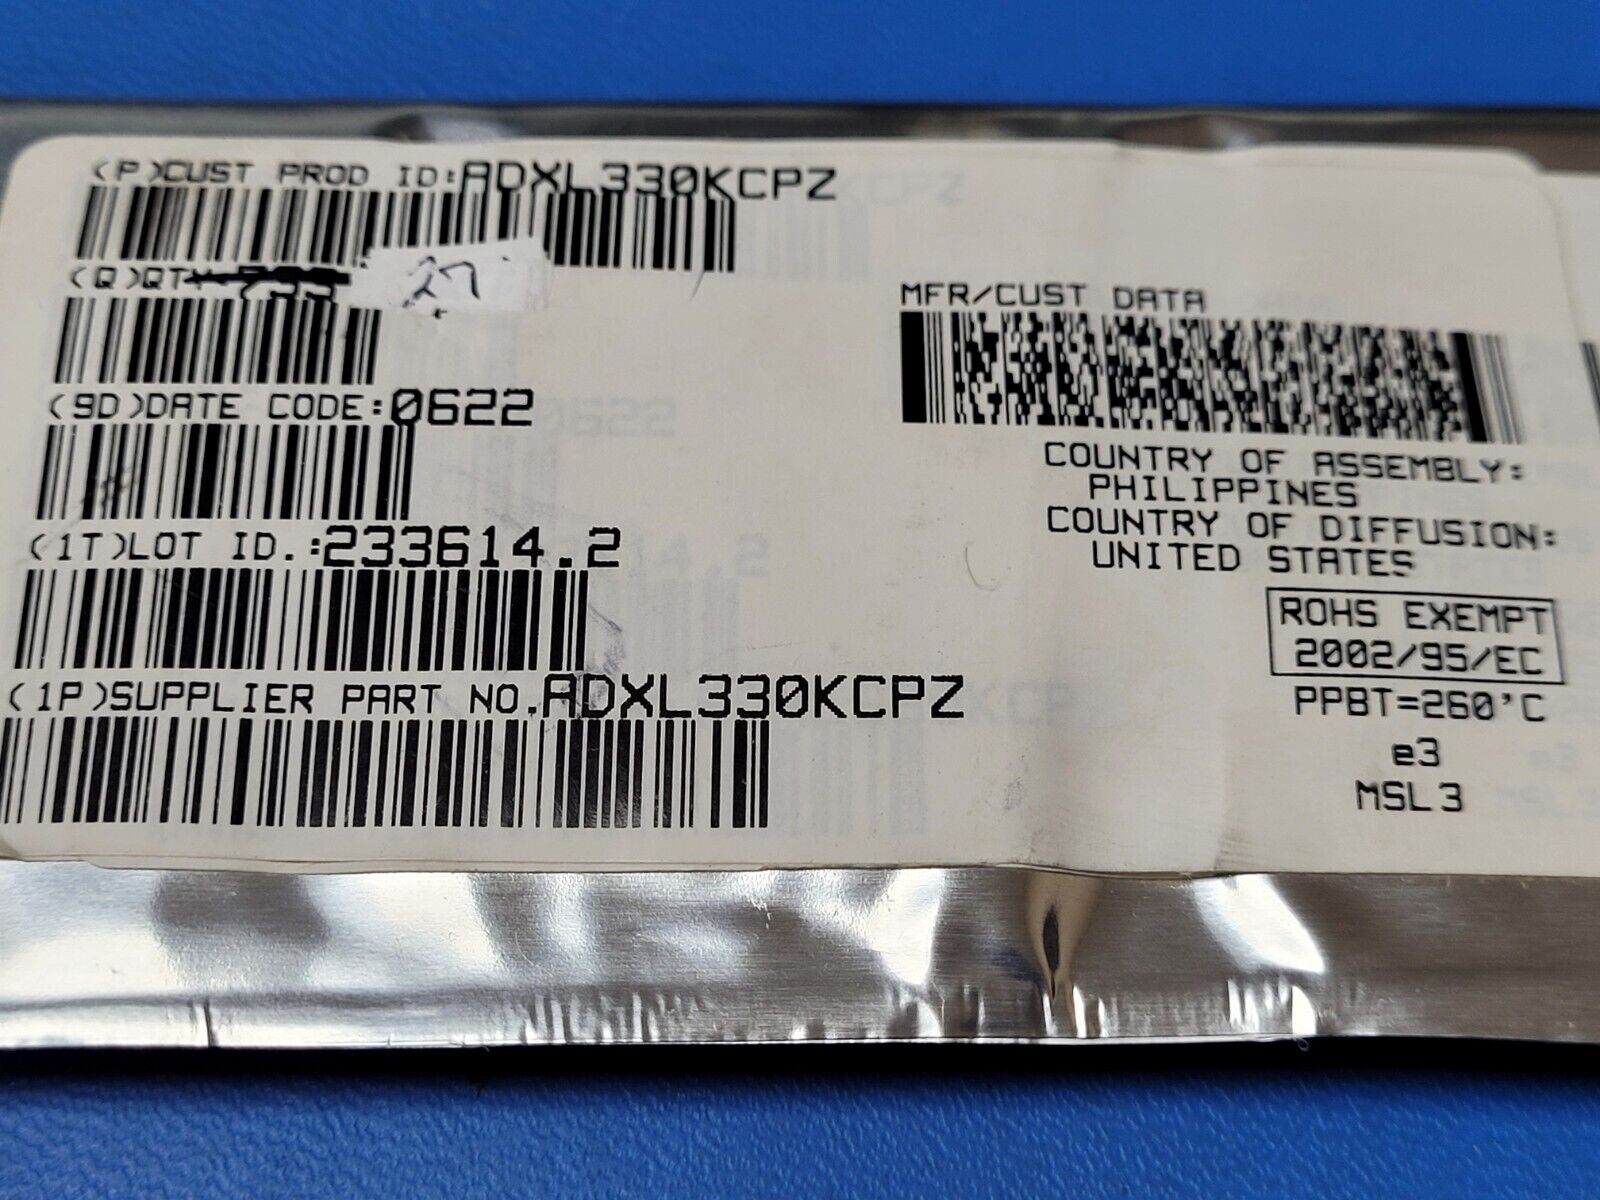 (P)CUST PROD ID:ADXL330KCPZ
(Q)QTY 27
(9D)DATE CODE:0622
(1T)LOT ID.:233614.2
(1P)SUPPLIER PART NO.ADXL330KCPZ
MFR/CUST DATA
COUNTRY OF ASSEMBLY:
PHILIPPINES
COUNTRY OF DIFFUSION:
UNITED STATES
ROHS EXEMPT
2002/95/EC
PPBT=260'C
e3
MSL3